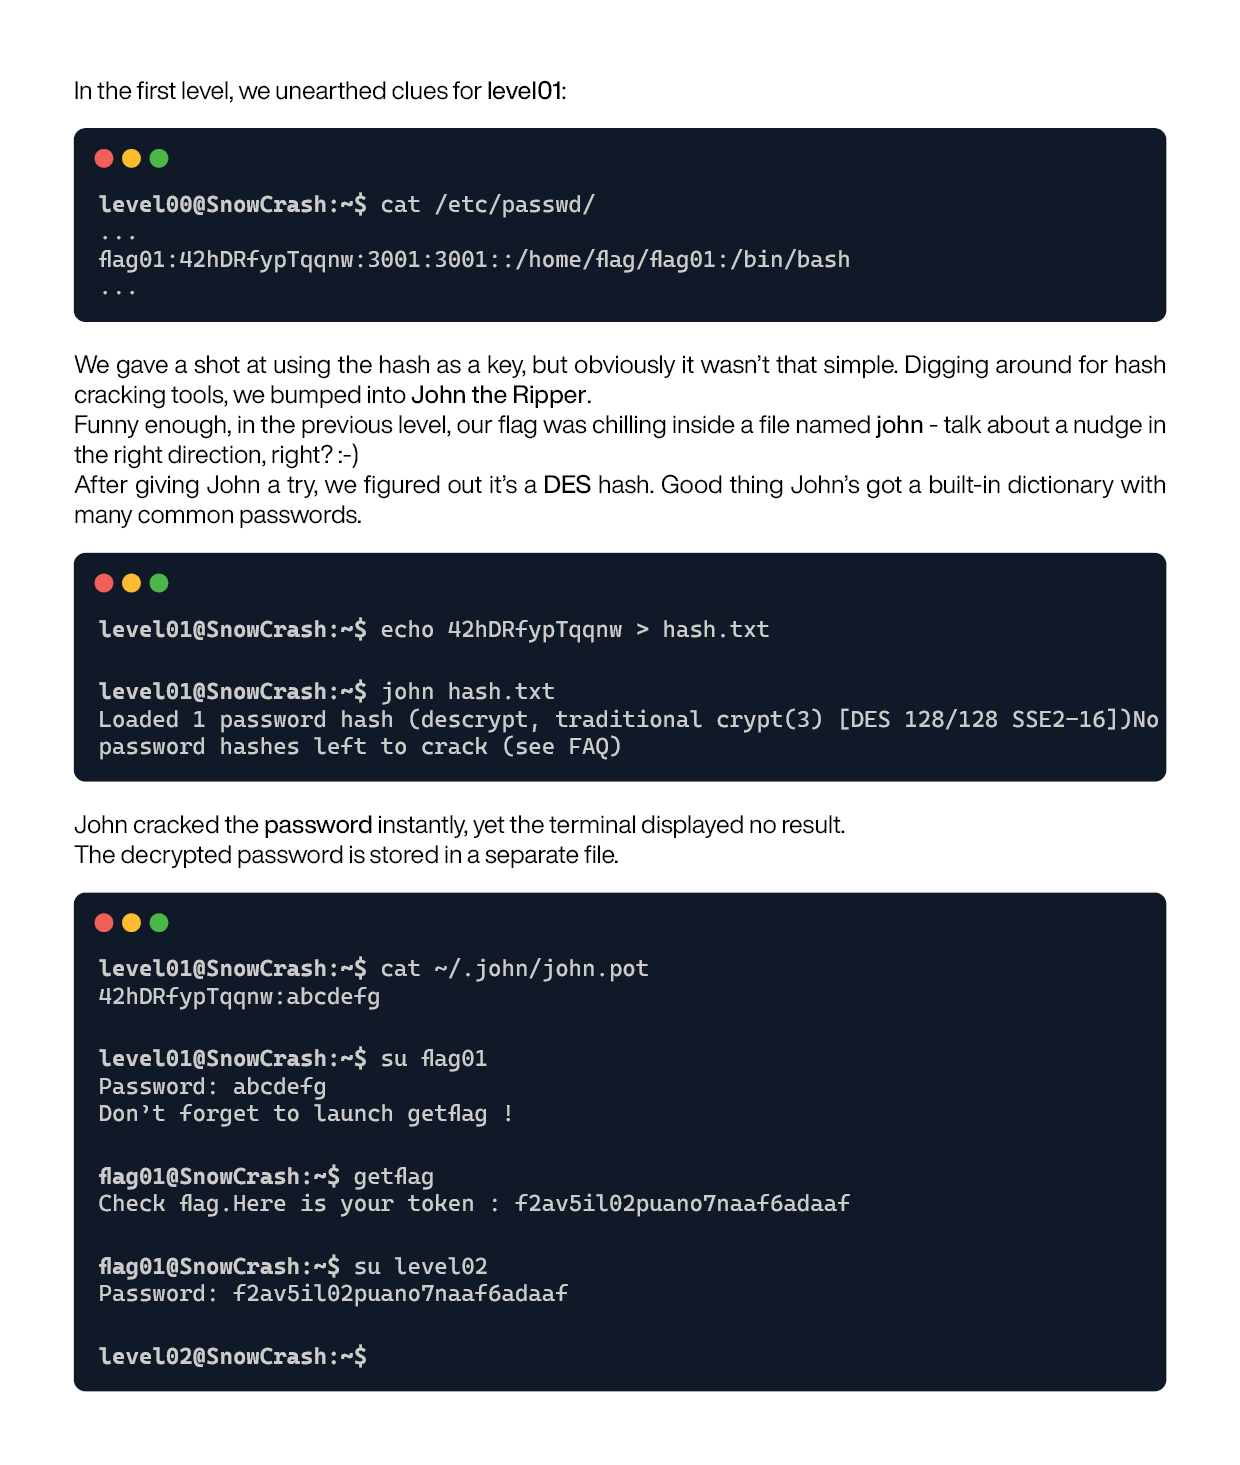 In the first level, we unearthed clues for level01:
level00@SnowCrash:~$ cat /etc/passwd/
...
flag01:42hDRfypTqqnw:3001:3001::/home/flag/flag01:/bin/bash
...
We gave a shot at using the hash as a key, but obviously it wasn’t that simple. Digging around for hash
cracking tools, we bumped into John the Ripper.
Funny enough, in the previous level, our flag was chilling inside a file named john - talk about a nudge in
the right direction, right? :-)
After giving John a try, we figured out it’s a DES hash. Good thing John’s got a built-in dictionary with
many common passwords.
level01@SnowCrash:~$ echo 42hDRfypTqqnw > hash.txt
level01@SnowCrash:~$ john hash.txt
Loaded 1 password hash (descrypt, traditional crypt(3) [DES 128/128 SSE2-16])No
password hashes left to crack (see FAQ)
John cracked the password instantly, yet the terminal displayed no result.
The decrypted password is stored in a separate file.
level01@SnowCrash:~$ cat ~/.john/john.pot
42hDRfypTqqnw:abcdefg
level01@SnowCrash:~$ su flag01
Password: abcdefg
Don’t forget to launch getflag !
flag01@SnowCrash:~$ getflag
Check flag.Here is your token : f2av5il02puano7naaf6adaaf
flag01@SnowCrash:~$ su level02
Password: f2av5il02puano7naaf6adaaf
level02@SnowCrash:~$